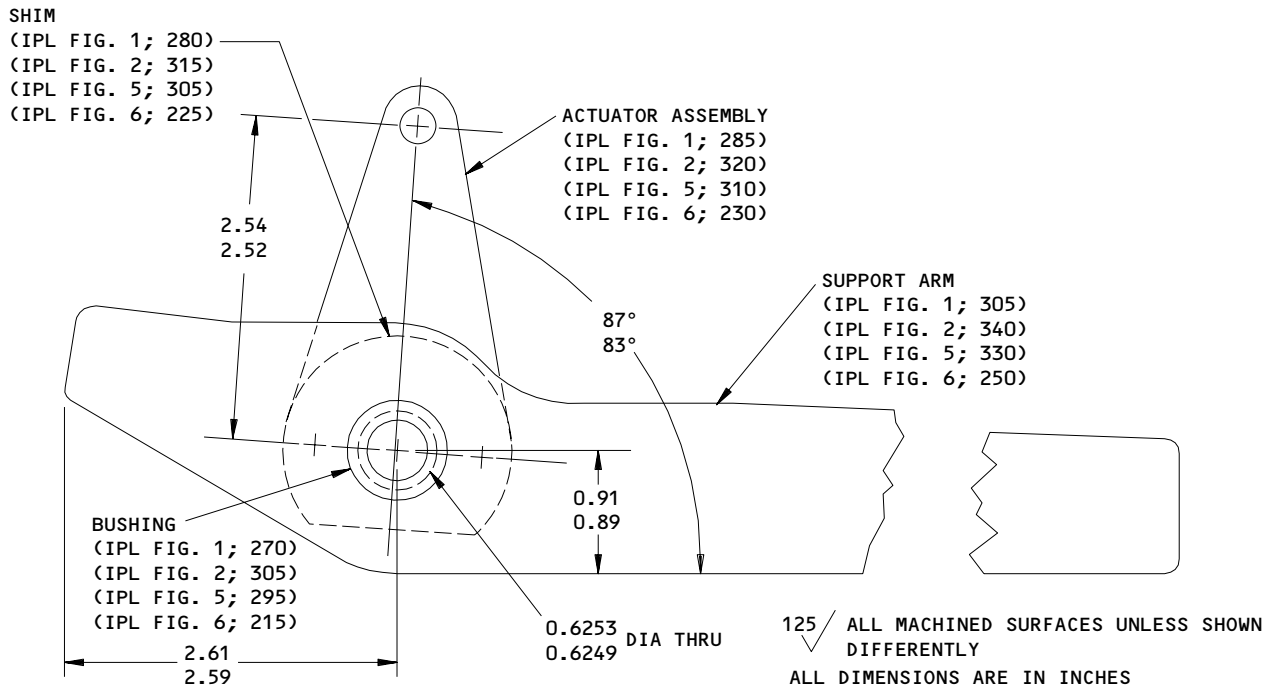 SHIM
(IPL FIG. 1; 280)
(IPL FIG. 2; 315)
(IPL FIG. 5; 305)
(IPL FIG. 6; 225)
ACTUATOR ASSEMBLY
(IPL FIG. 1; 285)
(IPL FIG. 2; 320)
(IPL FIG. 5; 310)
(IPL FIG. 6; 230)
2.54
2.52
87°
83°
SUPPORT ARM
(IPL FIG. 1; 305)
(IPL FIG. 2; 340)
(IPL FIG. 5; 330)
(IPL FIG. 6; 250)
0.91
0.89
BUSHING
(IPL FIG. 1; 270)
(IPL FIG. 2; 305)
(IPL FIG. 5; 295)
(IPL FIG. 6; 215)
2.61
2.59
0.6253
0.6249
DIA THRU
125 ALL MACHINED SURFACES UNLESS SHOWN
DIFFERENTLY
ALL DIMENSIONS ARE IN INCHES